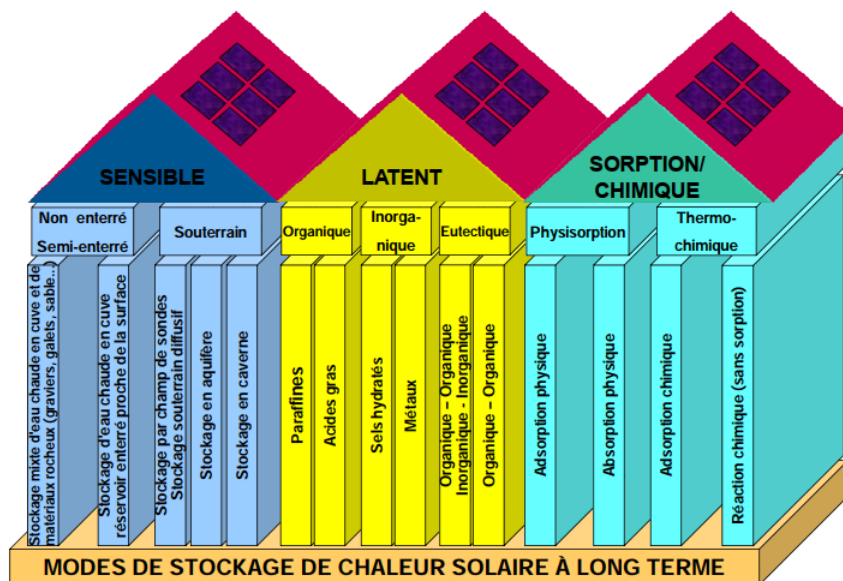 SENSIBLE
LATENT
SORPTION/
CHIMIQUE
Non enterré
Semi-enterré
Souterrain
Organique
Inorga-
nique
Eutectique
Physisorption
Thermo-
chimique
Stockage mixte d'eau chaude en cuve et de
matériaux rocheux (graviers, galets, sable...)
Stockage d'eau chaude en cuve
réservoir enterré proche de la surface
Stockage par champ de sondes
Stockage souterrain diffusif
Stockage en aquifère
Stockage en caverne
Paraffines
Acides gras
Sels hydratés
Métaux
Organique – Organique
Inorganique - Inorganique
Organique – Organique
Adsorption physique
Absorption physique
Adsorption chimique
Réaction chimique (sans sorption)
MODES DE STOCKAGE DE CHALEUR SOLAIRE À LONG TERME